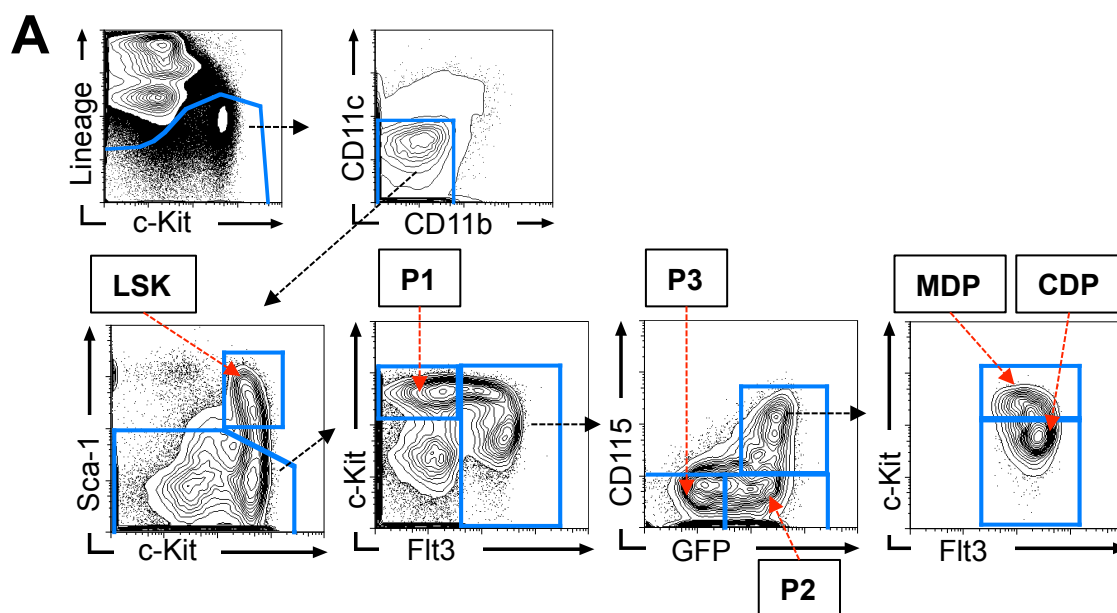 A
Lineage
c-Kit
CD11c
CD11b
LSK
P1
P3
MDP
CDP
Sca-1
c-Kit
c-Kit
Flt3
CD115
GFP
c-Kit
Flt3
P2